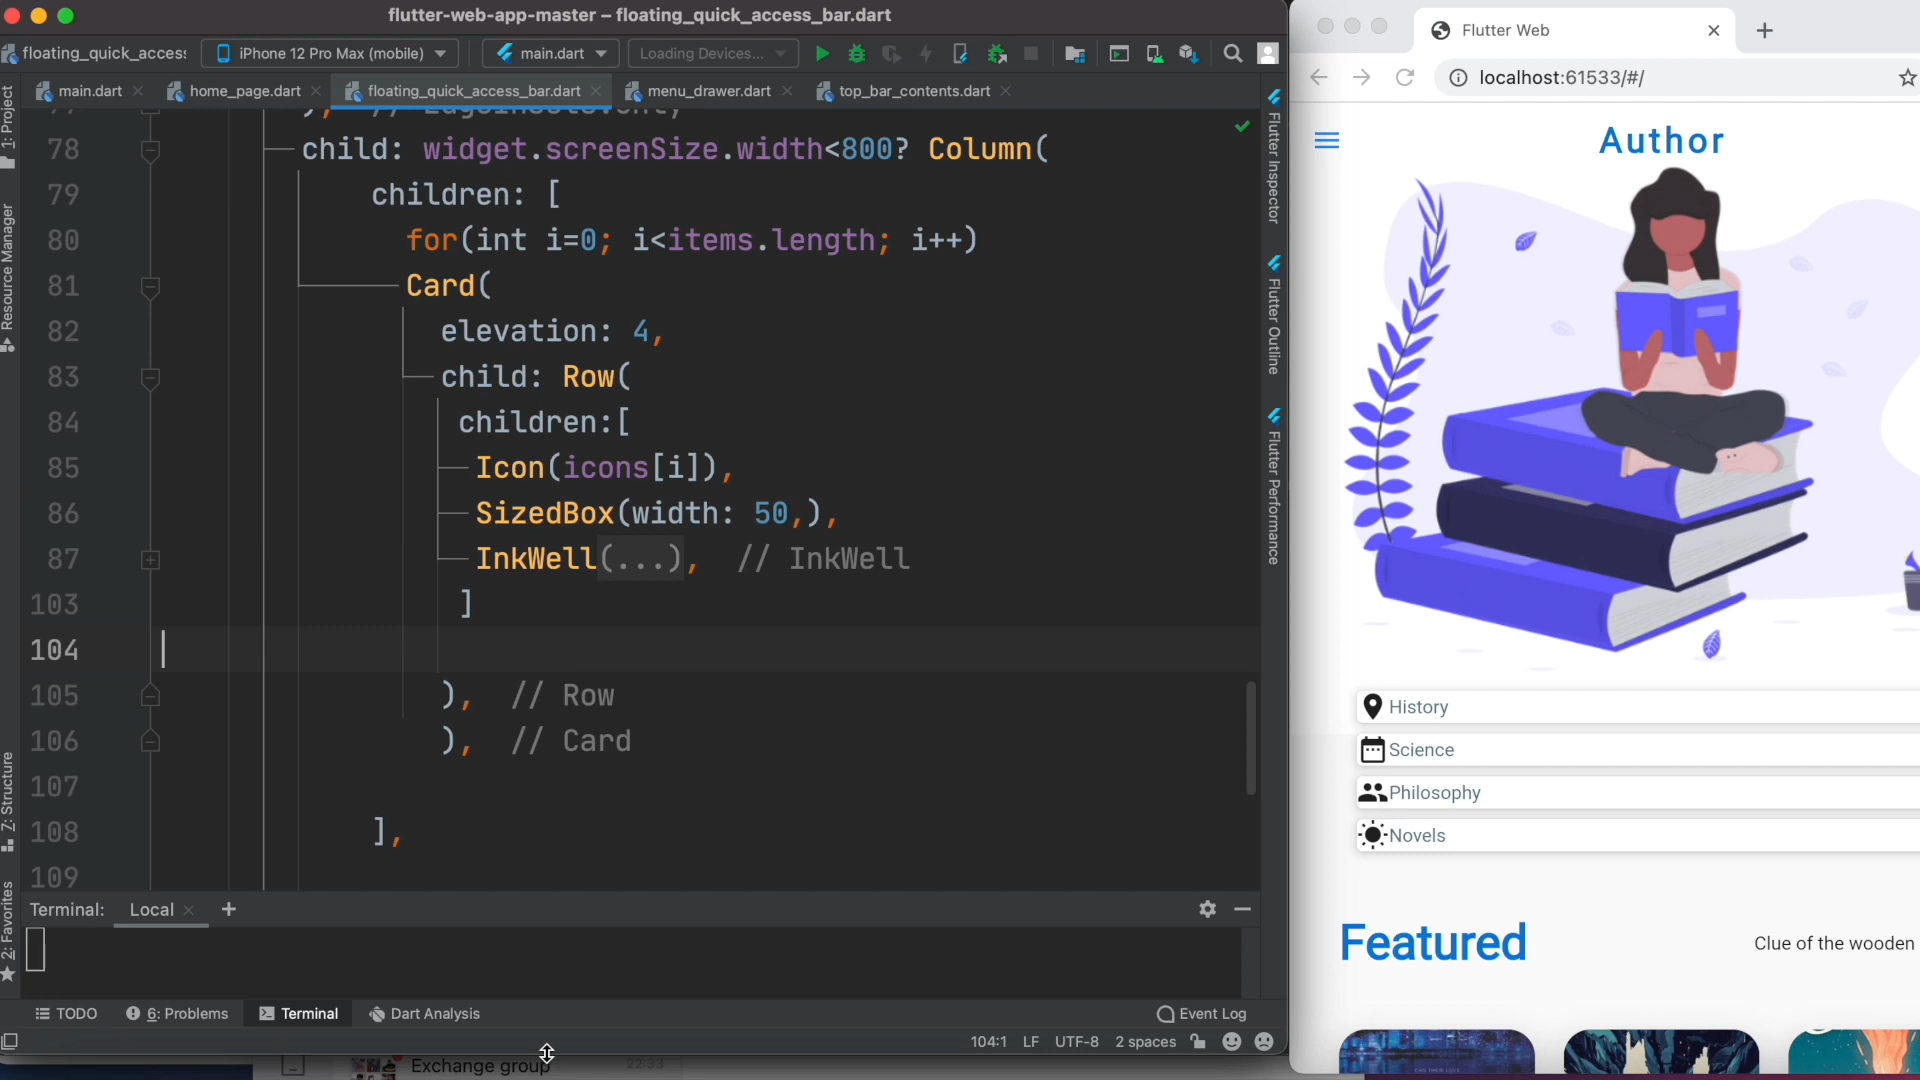 flutter-web-app-master – floating_quick_access_bar.dart
floating_quick_access
iPhone 12 Pro Max (mobile)
main.dart
Loading Devices...
main.dart
home_page.dart
floating_quick_access_bar.dart
menu_drawer.dart
top_bar_contents.dart
1: Project
Resource Manager
Z: Structure
2: Favorites
78 child: widget.screenSize.width<800? Column(
79 children: [
80 for(int i=0; i<items.length; i++)
81 Card(
82 elevation: 4,
83 child: Row(
84 children:[
85 Icon(icons[i]),
86 SizedBox(width: 50,),
87 InkWell(...), // InkWell
103 ]
104
105 ), // Row
106 ), // Card
107
108 ],
109
Flutter Inspector
Flutter Outline
Flutter Performance
Terminal:
Local
TODO
6: Problems
Terminal
Dart Analysis
Event Log
104:1
LF
UTF-8
2 spaces
Exchange group
22:33
Flutter Web
localhost:61533/#/
Author
History
Science
Philosophy
Novels
Featured
Clue of the wooden